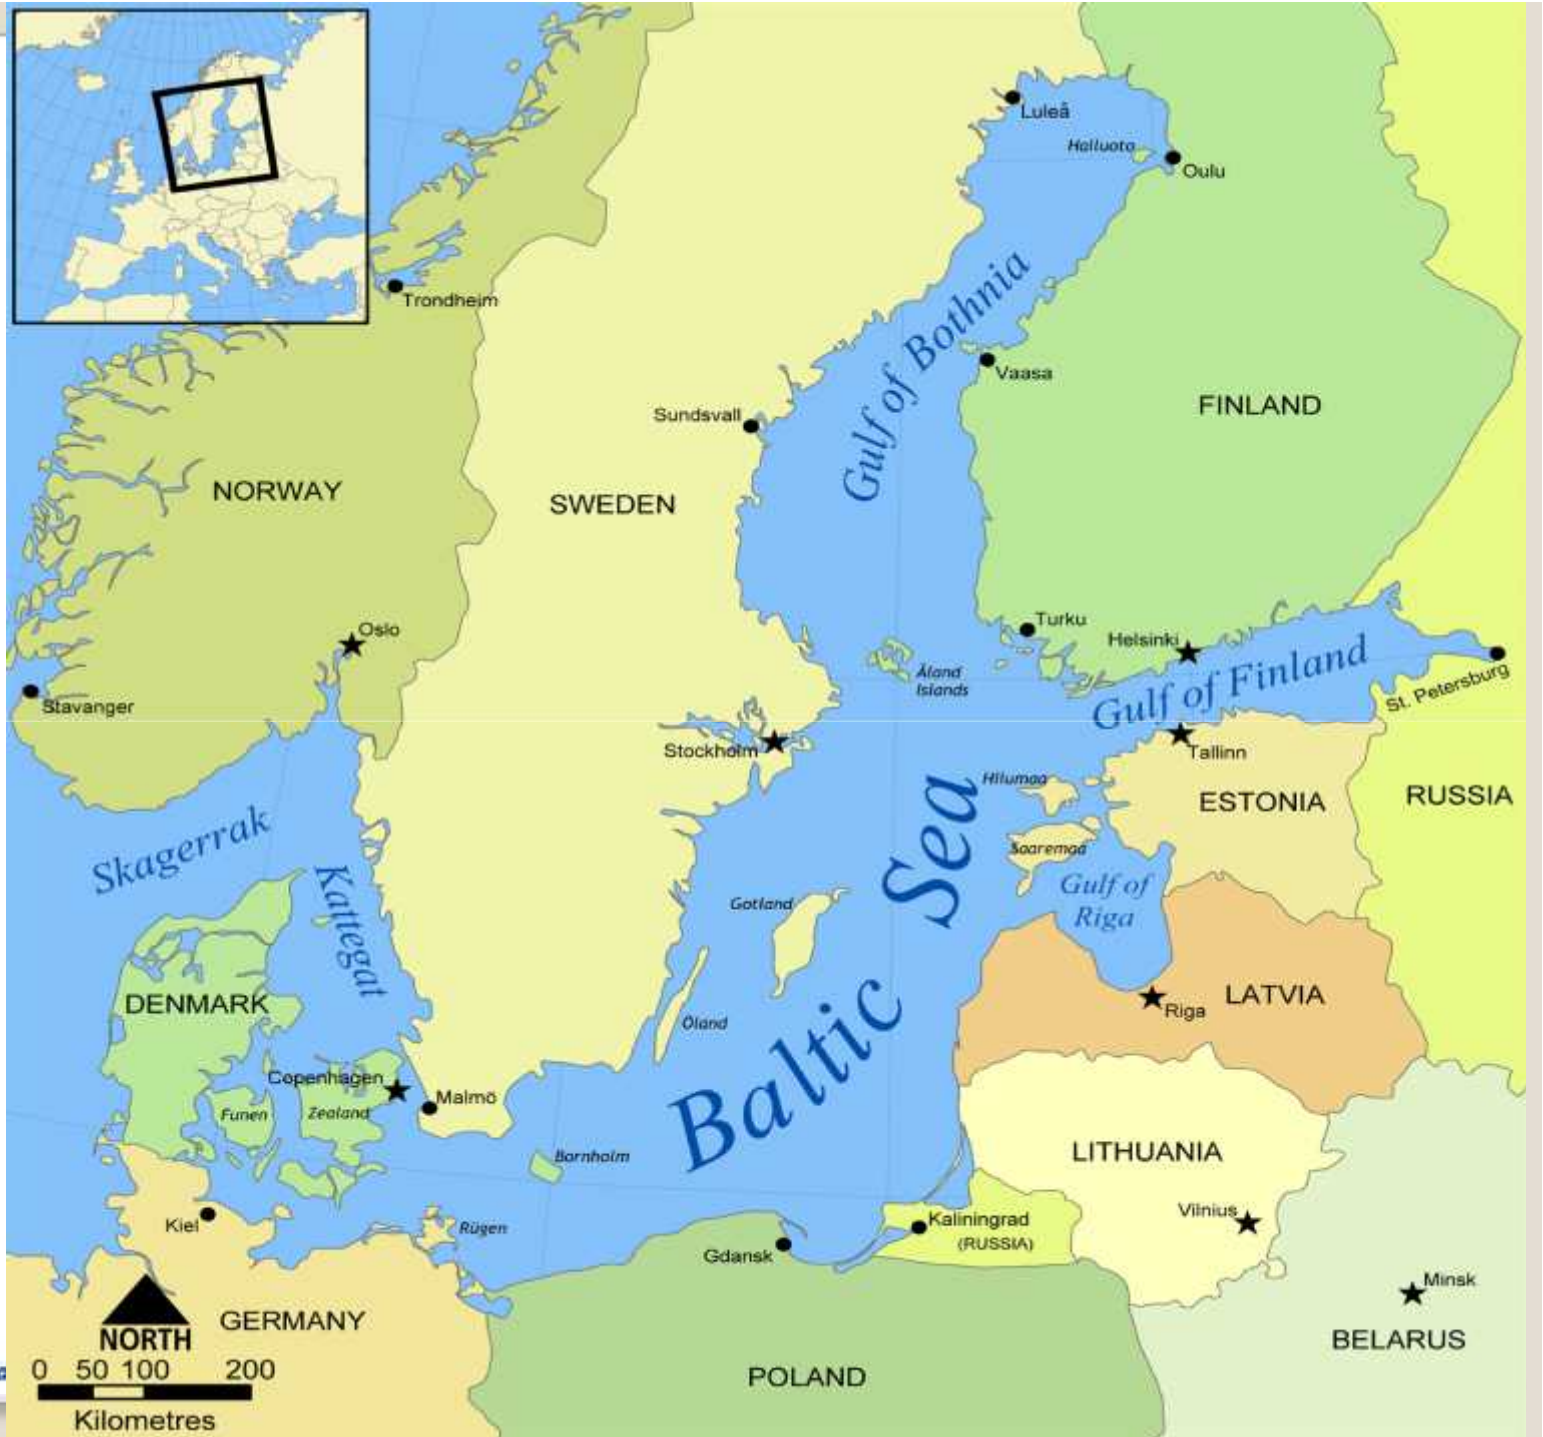 Luleå
Halluoto
Oulu
Trondheim
Gulf of Bothnia
Vaasa
FINLAND
Sundsvall
NORWAY
SWEDEN
Oslo
Turku
Helsinki
Åland
Islands
Gulf of Finland
St. Petersburg
Stavanger
Stockholm
Tallinn
Hilumaa
ESTONIA
RUSSIA
Skagerrak
Kattegat
Saaremaa
Gulf of
Riga
Gotland
Baltic Sea
DENMARK
Öland
Riga
LATVIA
Copenhagen
Malmö
Funen
Zealand
Bornholm
LITHUANIA
Kiel
Rügen
Gdansk
Kaliningrad
(RUSSIA)
Vilnius
Minsk
NORTH
GERMANY
BELARUS
0 50 100 200
Kilometres
POLAND